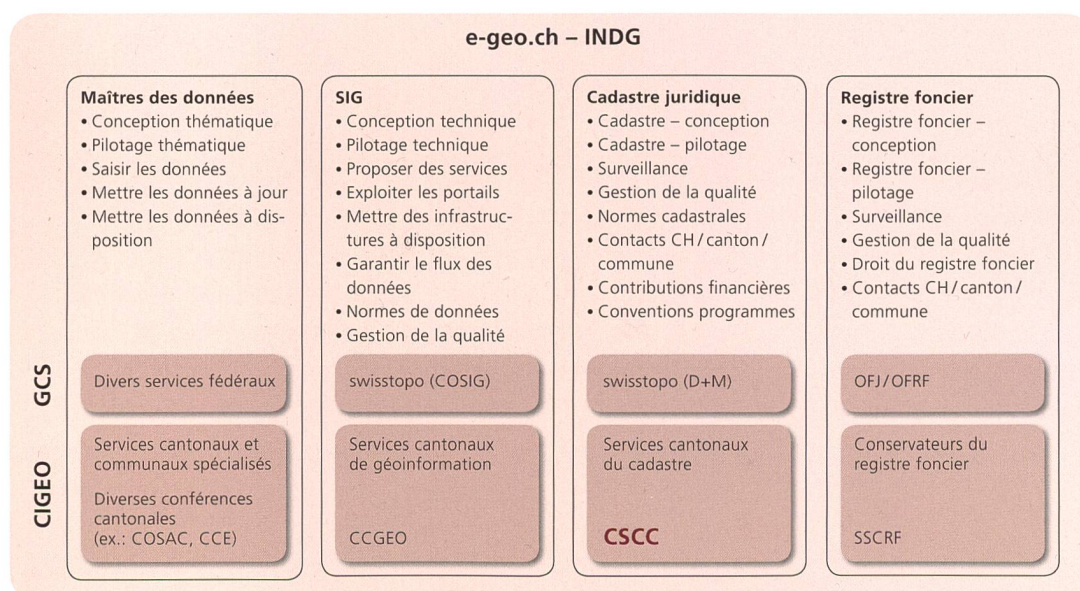 e-geo.ch – INDG
Maîtres des données
• Conception thématique
• Pilotage thématique
• Saisir les données
• Mettre les données à jour
• Mettre les données à dis-
position
SIG
• Conception technique
• Pilotage technique
• Proposer des services
• Exploiter les portails
• Mettre des infrastruc-
tures à disposition
• Garantir le flux des
données
• Normes de données
• Gestion de la qualité
Cadastre juridique
• Cadastre – conception
• Cadastre – pilotage
• Surveillance
• Gestion de la qualité
• Normes cadastrales
• Contacts CH / canton /
commune
• Contributions financières
• Conventions programmes
Registre foncier
• Registre foncier –
conception
• Registre foncier –
pilotage
• Surveillance
• Gestion de la qualité
• Droit du registre foncier
• Contacts CH / canton /
commune
GCS
Divers services fédéraux
swisstopo (COSIG)
swisstopo (D+M)
OFJ / OFRF
CIGEO
Services cantonaux et
communaux spécialisés
Diverses conférences
cantonales
(ex.: COSAC, CCE)
Services cantonaux
de géoinformation
CCGEO
Services cantonaux
du cadastre
CSCC
Conservateurs du
registre foncier
SSCRF